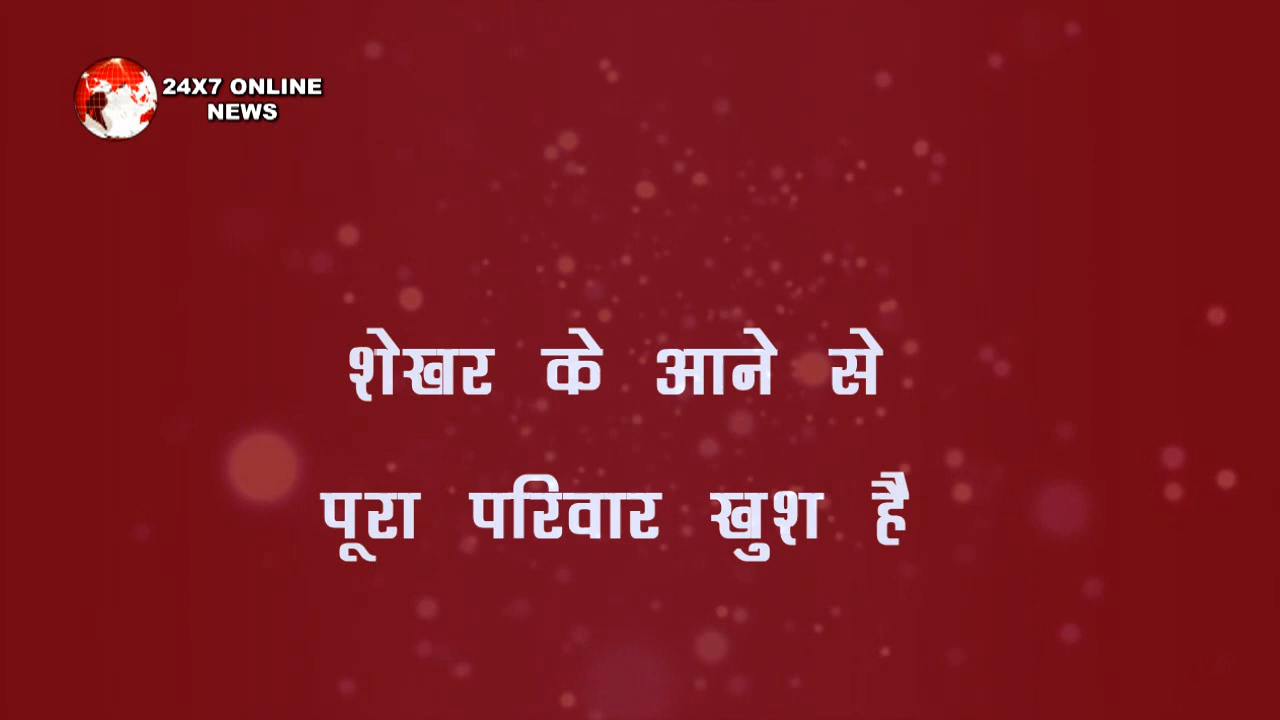 24X7 ONLINE
NEWS
शेखर के आने से
पूरा परिवार खुश है